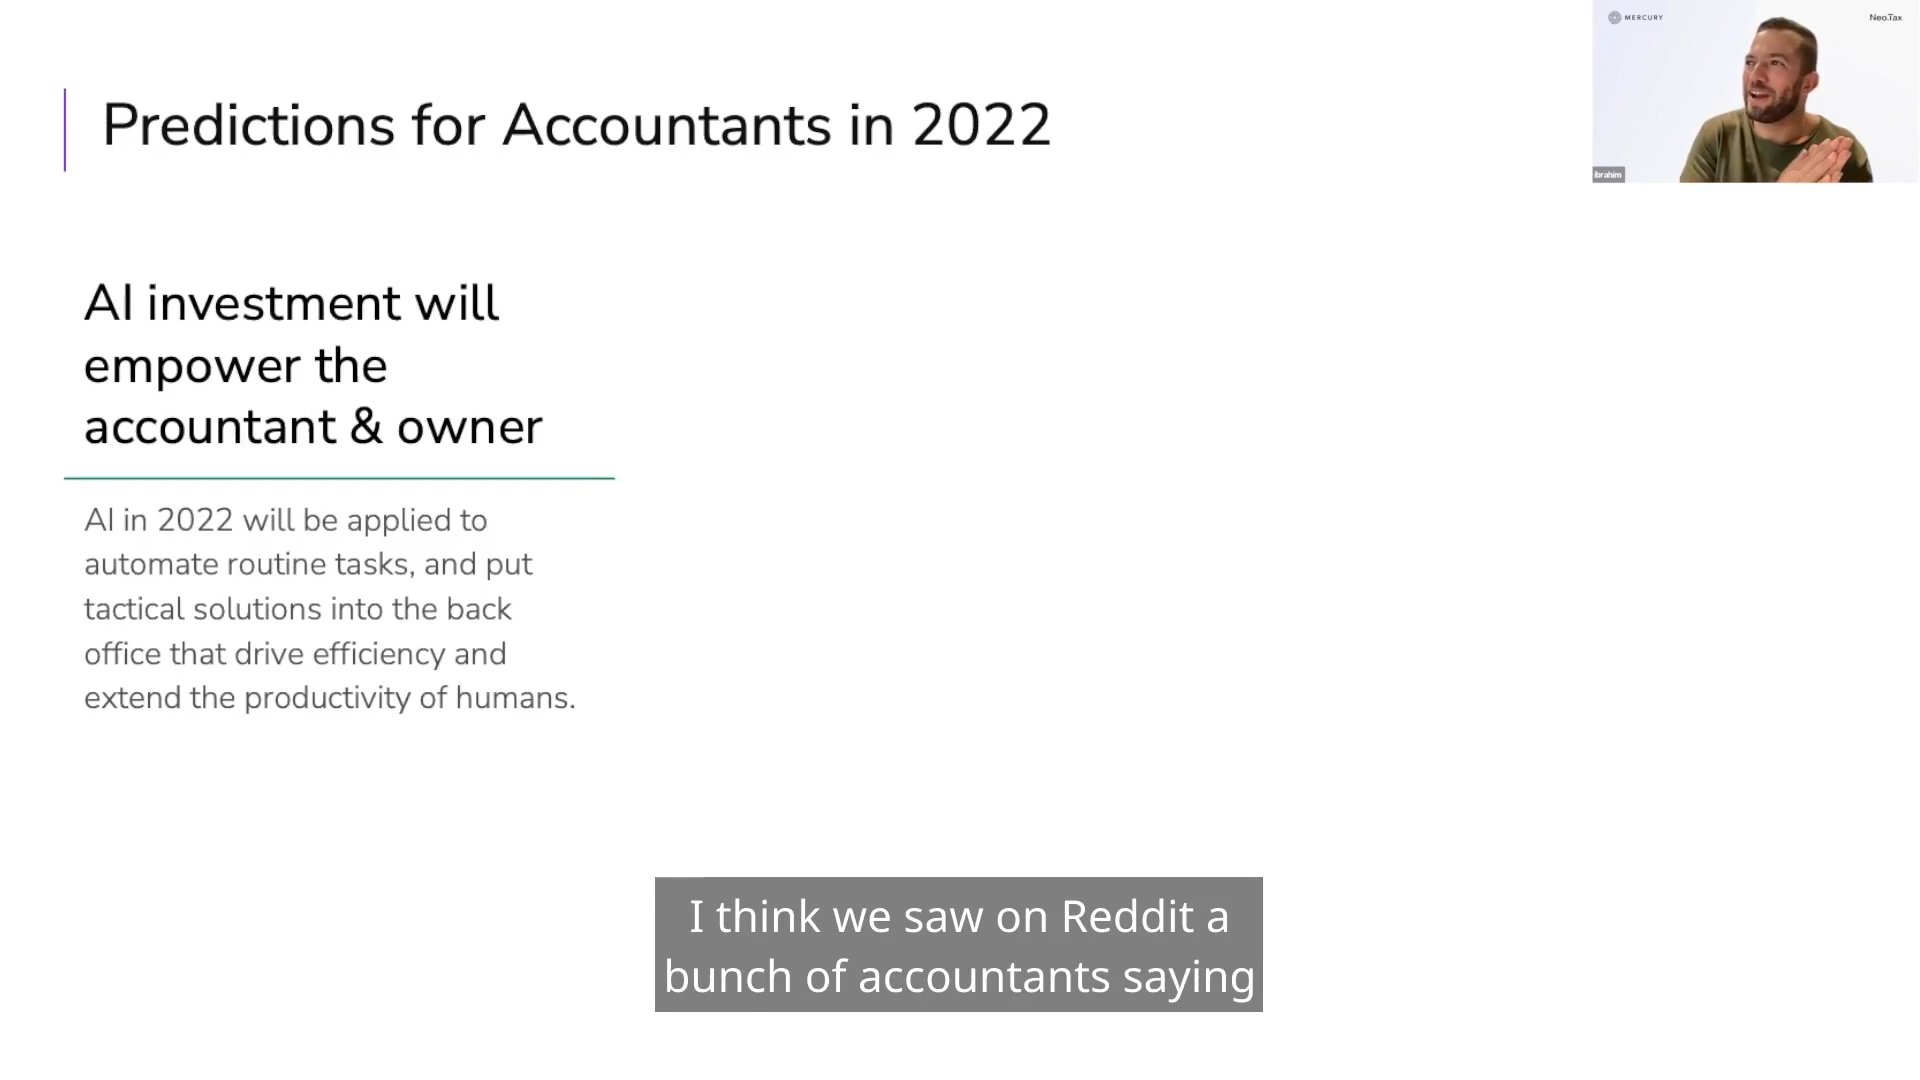 MERCURY
Neo.Tax
ibrahim
Predictions for Accountants in 2022
AI investment will
empower the
accountant & owner
AI in 2022 will be applied to
automate routine tasks, and put
tactical solutions into the back
office that drive efficiency and
extend the productivity of humans.
I think we saw on Reddit a
bunch of accountants saying